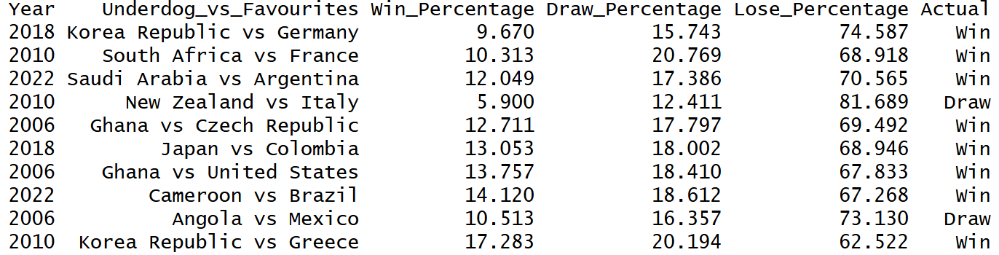 Year Underdog_vs_Favourites Win_Percentage Draw_Percentage Lose_Percentage Actual
2018 Korea Republic vs Germany 9.670 15.743 74.587 Win
2010 South Africa vs France 10.313 20.769 68.918 Win
2022 Saudi Arabia vs Argentina 12.049 17.386 70.565 Win
2010 New Zealand vs Italy 5.900 12.411 81.689 Draw
2006 Ghana vs Czech Republic 12.711 17.797 69.492 Win
2018 Japan vs Colombia 13.053 18.002 68.946 Win
2006 Ghana vs United States 13.757 18.410 67.833 Win
2022 Cameroon vs Brazil 14.120 18.612 67.268 Win
2006 Angola vs Mexico 10.513 16.357 73.130 Draw
2010 Korea Republic vs Greece 17.283 20.194 62.522 Win